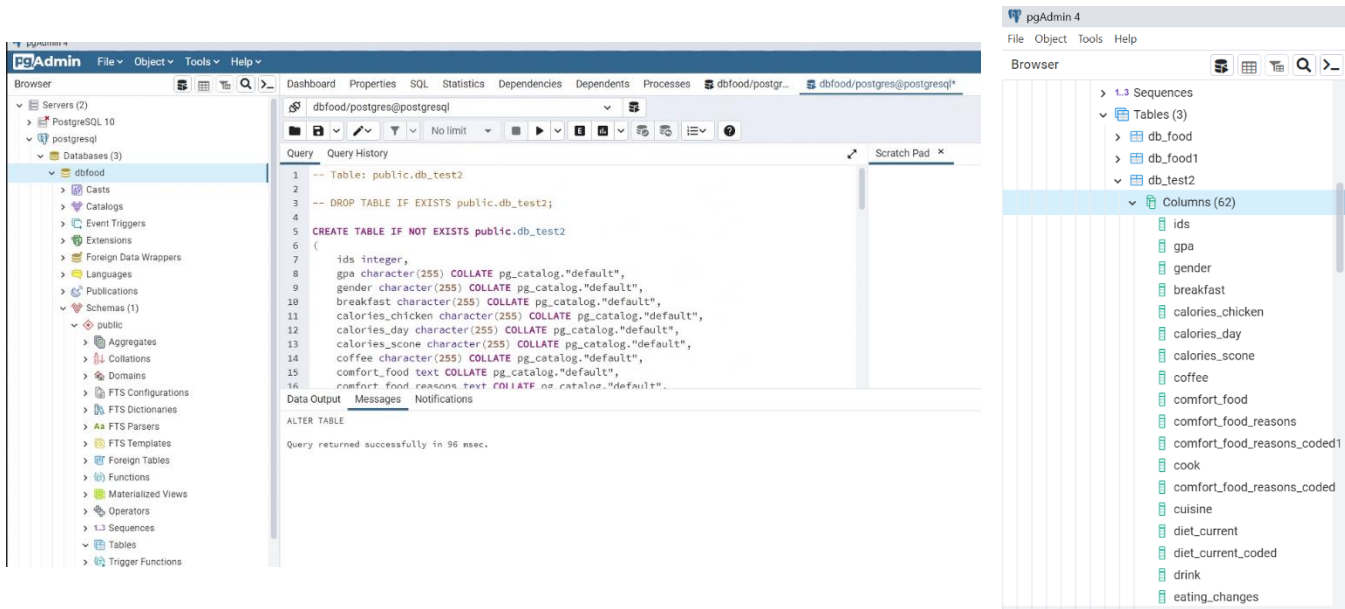 pgAdmin 4
pgAdmin File Object Tools Help
Browser
Servers (2)
PostgreSQL 10
postgresql
Databases (3)
dbfood
Casts
Catalogs
Event Triggers
Extensions
Foreign Data Wrappers
Languages
Publications
Schemas (1)
public
Aggregates
Collations
Domains
FTS Configurations
FTS Dictionaries
Aa FTS Parsers
FTS Templates
Foreign Tables
Functions
Materialized Views
Operators
1..3 Sequences
Tables
Trigger Functions
Dashboard Properties SQL Statistics Dependencies Dependents Processes dbfood/postgr... dbfood/postgres@postgresql*
dbfood/postgres@postgresql
No limit
Query Query History
Scratch Pad ×
1 -- Table: public.db_test2
2
3 -- DROP TABLE IF EXISTS public.db_test2;
4
5 CREATE TABLE IF NOT EXISTS public.db_test2
6 (
7 ids integer,
8 gpa character(255) COLLATE pg_catalog."default",
9 gender character(255) COLLATE pg_catalog."default",
10 breakfast character(255) COLLATE pg_catalog."default",
11 calories_chicken character(255) COLLATE pg_catalog."default",
12 calories_day character(255) COLLATE pg_catalog."default",
13 calories_scone character(255) COLLATE pg_catalog."default",
14 coffee character(255) COLLATE pg_catalog."default",
15 comfort_food text COLLATE pg_catalog."default",
16 comfort_food_reasons text COLLATE pg_catalog."default",
Data Output Messages Notifications
ALTER TABLE
Query returned successfully in 96 msec.
pgAdmin 4
File Object Tools Help
Browser
1..3 Sequences
Tables (3)
db_food
db_food1
db_test2
Columns (62)
ids
gpa
gender
breakfast
calories_chicken
calories_day
calories_scone
coffee
comfort_food
comfort_food_reasons
comfort_food_reasons_coded1
cook
comfort_food_reasons_coded
cuisine
diet_current
diet_current_coded
drink
eating_changes